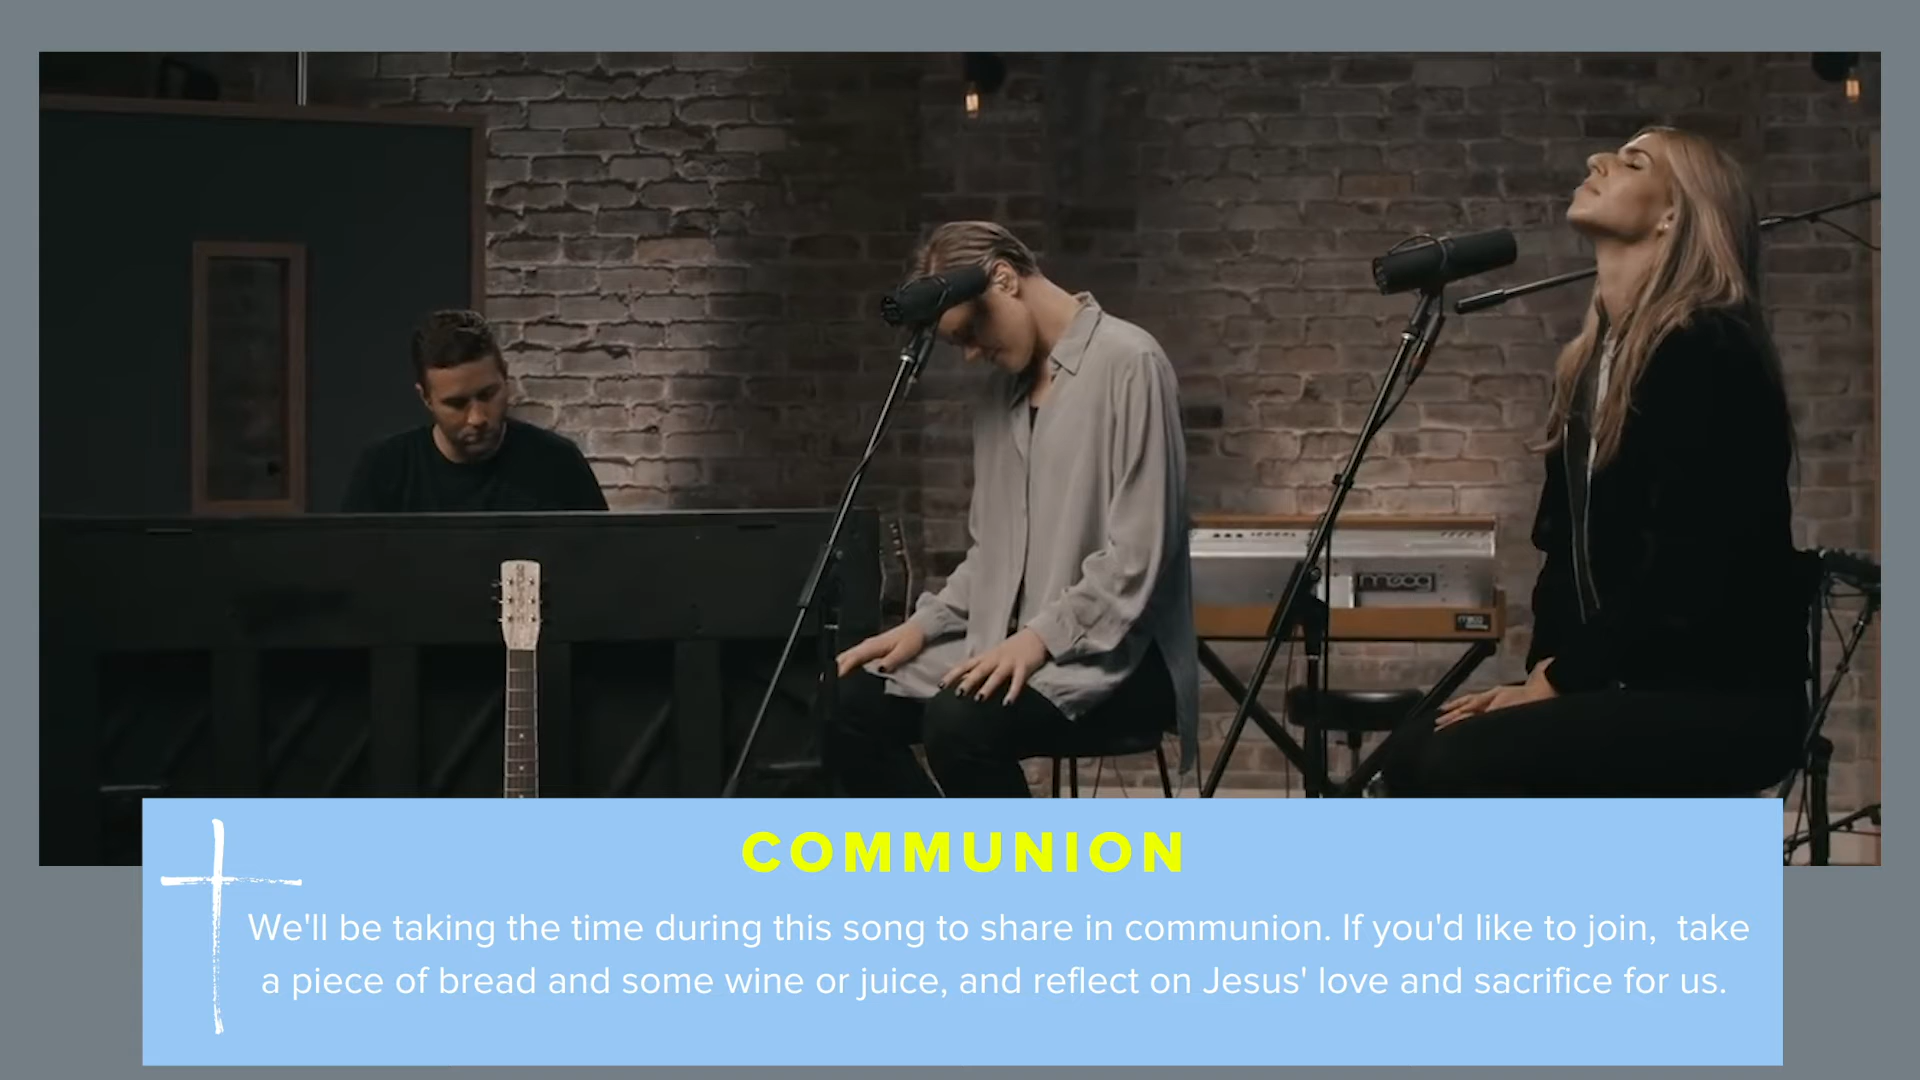 moog
COMMUNION
We'll be taking the time during this song to share in communion. If you'd like to join,  take
a piece of bread and some wine or juice, and reflect on Jesus' love and sacrifice for us.